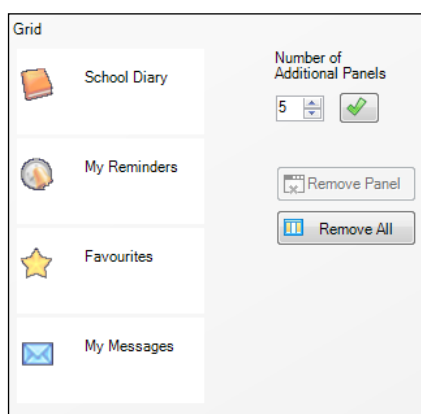 Grid
School Diary
My Reminders
Favourites
My Messages
Number of
Additional Panels
5
Remove Panel
Remove All